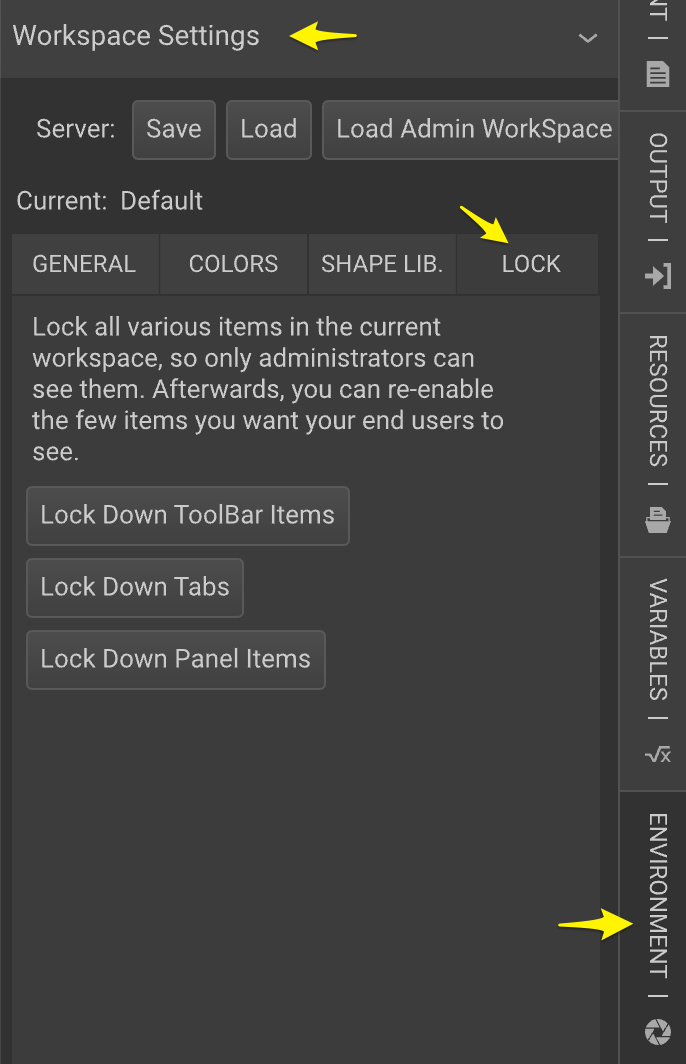 Workspace Settings
Server: Save Load Load Admin WorkSpace
Current: Default
GENERAL COLORS SHAPE LIB. LOCK
Lock all various items in the current
workspace, so only administrators can
see them. Afterwards, you can re-enable
the few items you want your end users to
see.
Lock Down ToolBar Items
Lock Down Tabs
Lock Down Panel Items
OUTPUT
RESOURCES
VARIABLES
√x
ENVIRONMENT